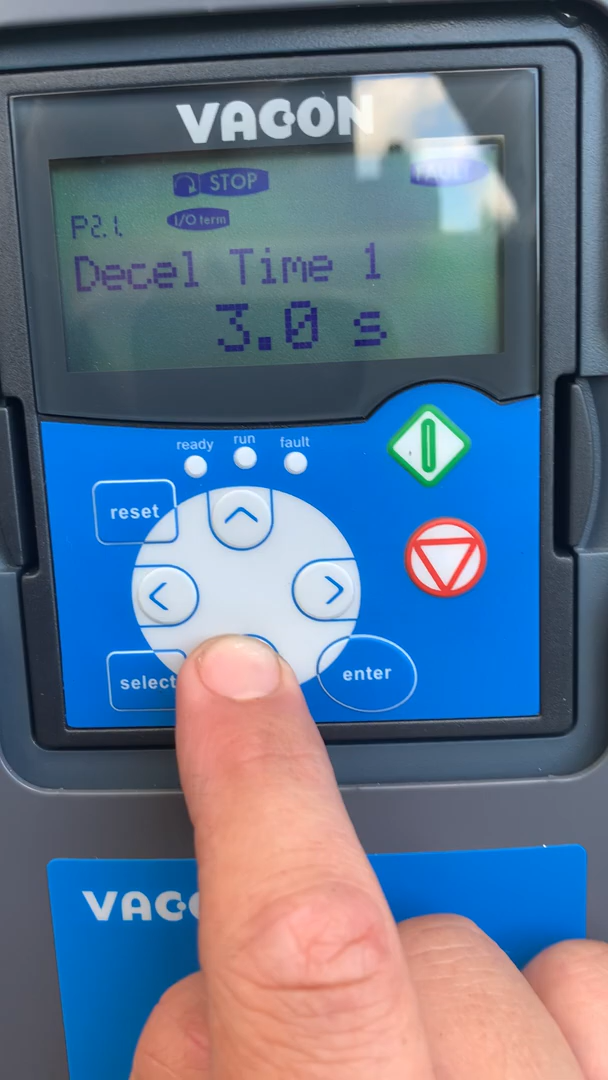 VACON
STOP
FAULT
I/O term
P2.1.
Decel Time 1
3.0 s
ready run fault
reset
select
enter
VACO